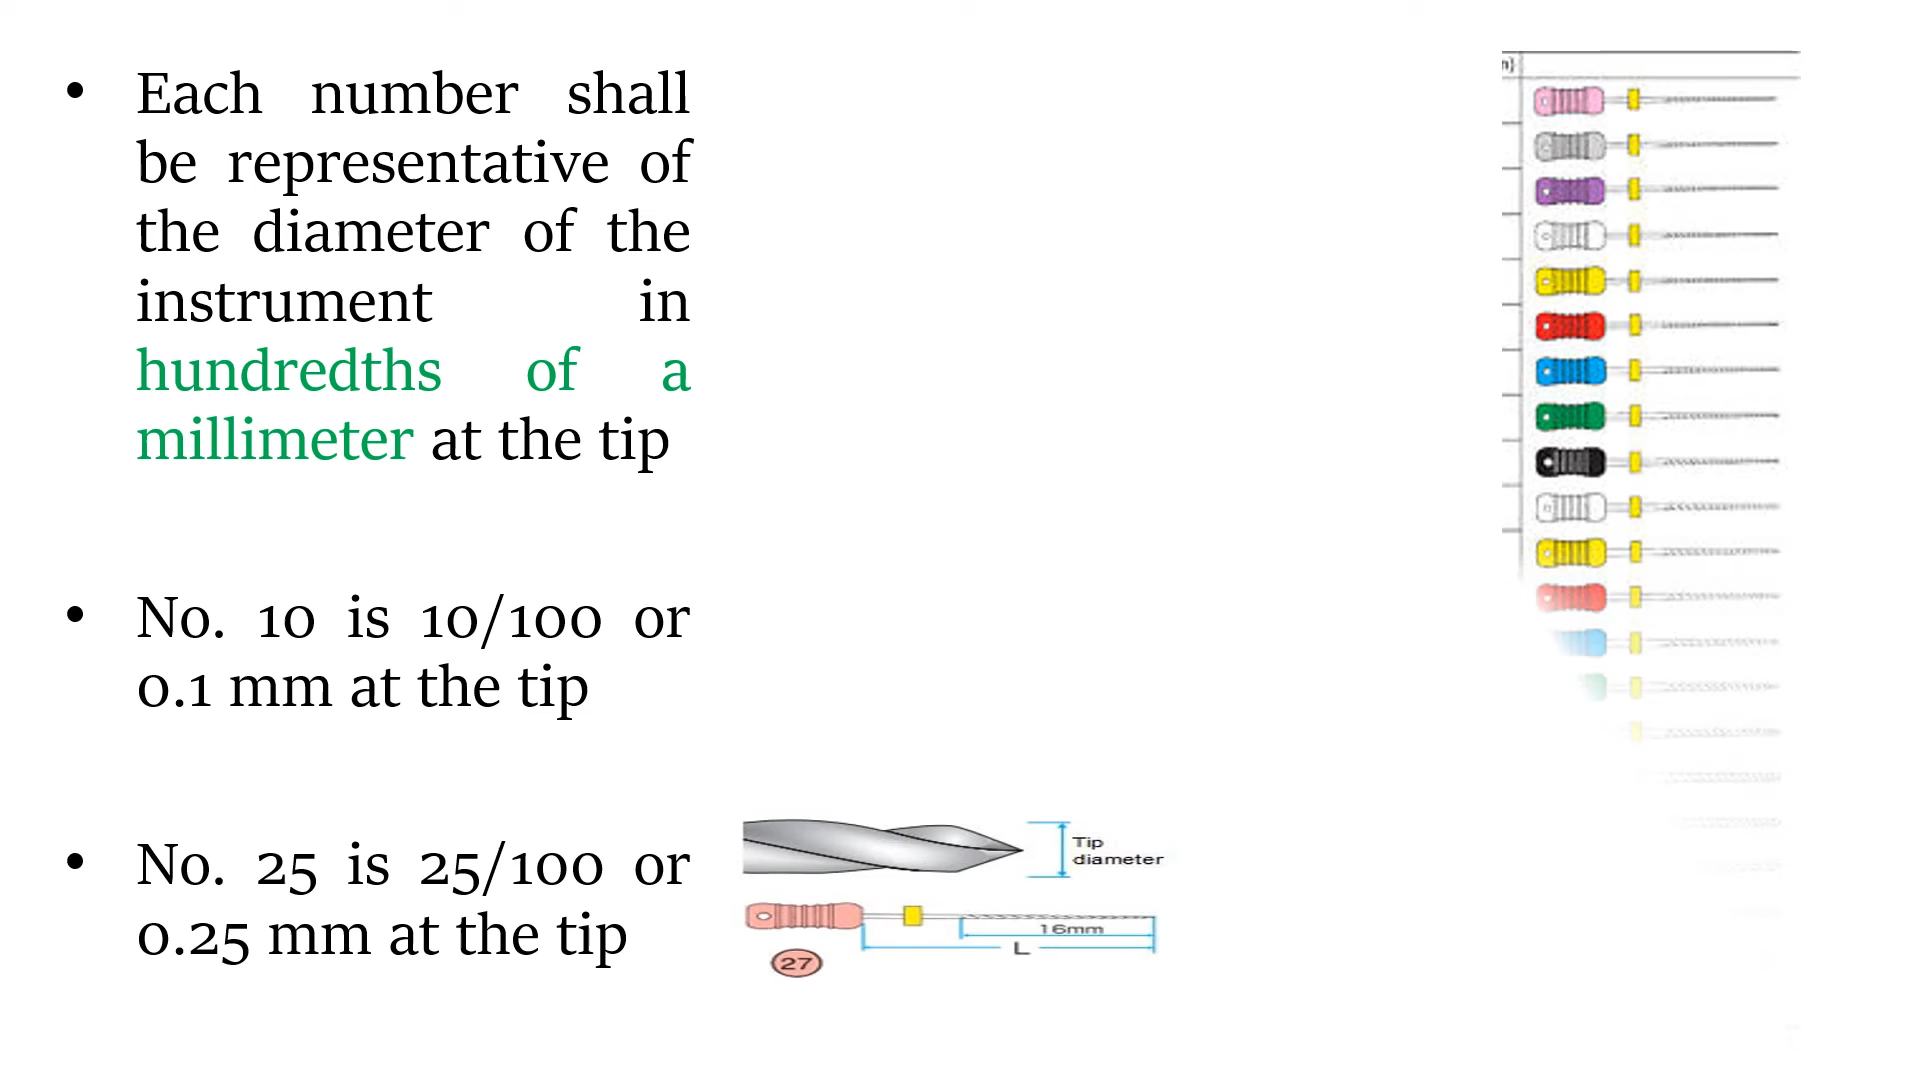 • Each number shall
be representative of
the diameter of the
instrument in
hundredths of a
millimeter at the tip
• No. 10 is 10/100 or
0.1 mm at the tip
• No. 25 is 25/100 or
0.25 mm at the tip
Tip
diameter
16mm
L
27